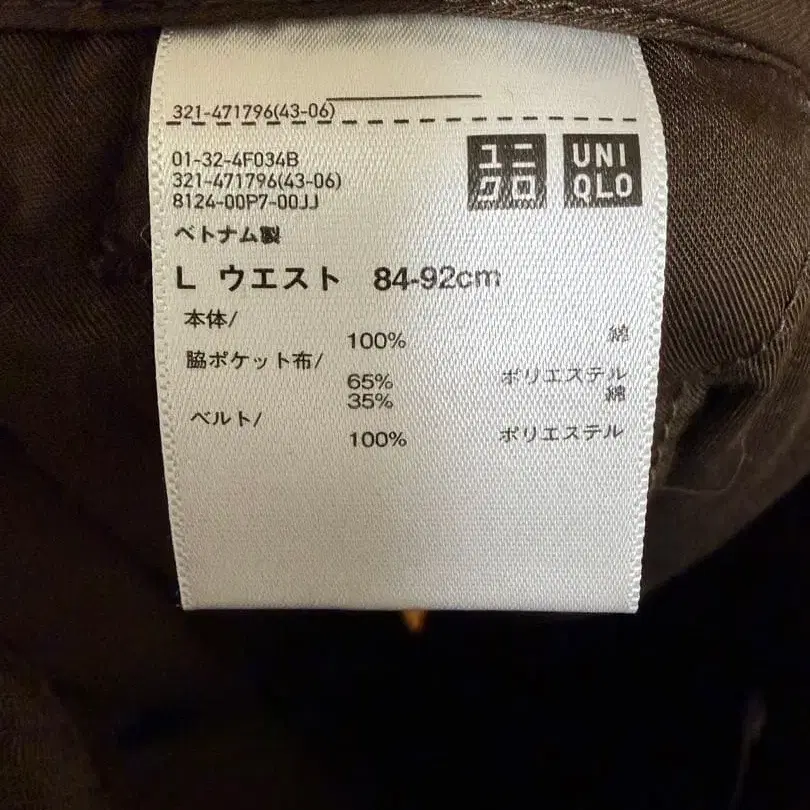 321-471796(43-06)
01-32-4F034B
321-471796(43-06)
8124-00P7-00JJ
ユニ
クロ
UNI
QLO
ベトナム製
L ウエスト 84-92cm
本体/
100% 綿
脇ポケット布/
65% ポリエステル
35% 綿
ベルト/
100% ポリエステル